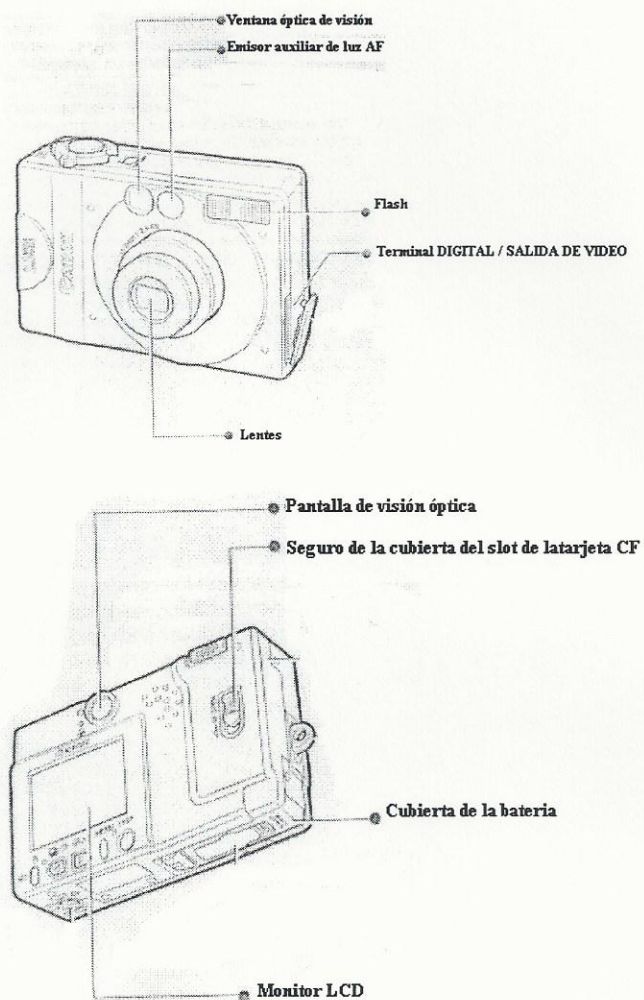 Ventana óptica de visión
Emisor auxiliar de luz AF
Flash
Terminal DIGITAL / SALIDA DE VIDEO
Canon
Lentes
Pantalla de visión óptica
Seguro de la cubierta del slot de latarjeta CF
Cubierta de la bateria
Monitor LCD